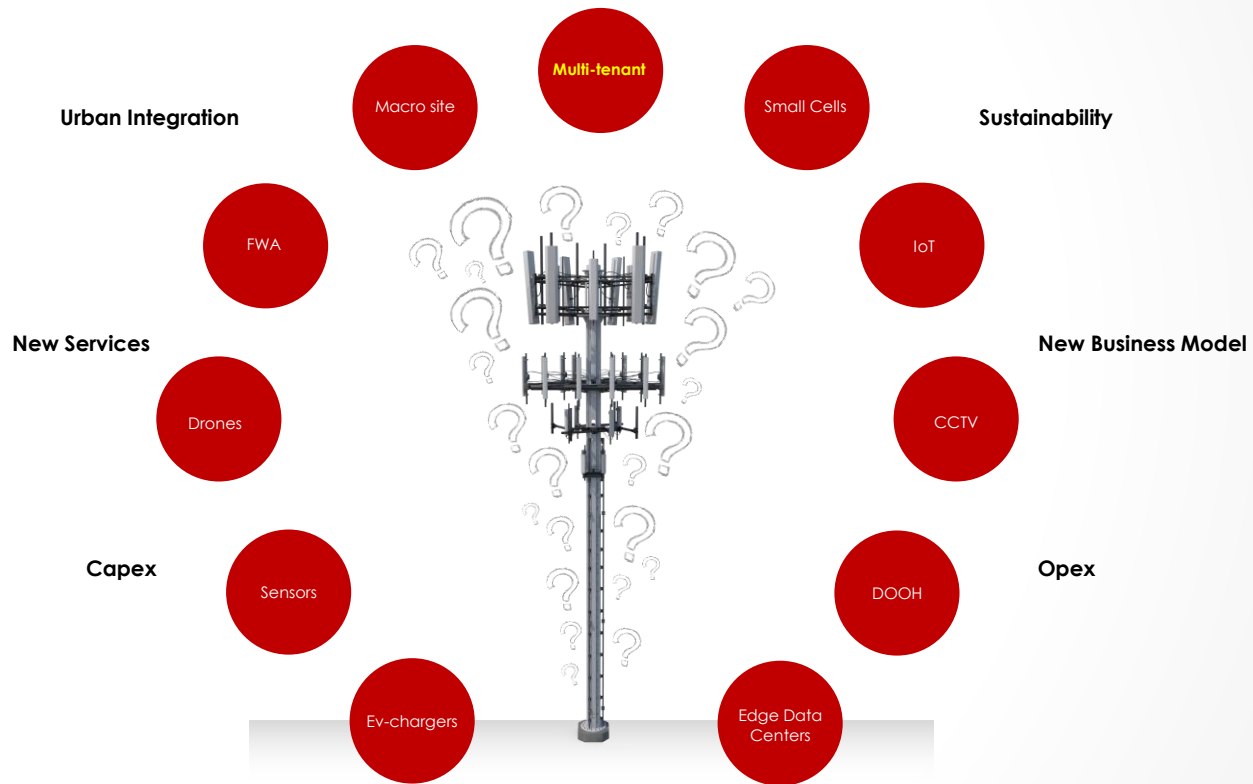 Multi-tenant
Macro site
Small Cells
Urban Integration
Sustainability
FWA
IoT
New Services
New Business Model
Drones
CCTV
Capex
Opex
Sensors
DOOH
Ev-chargers
Edge Data
Centers